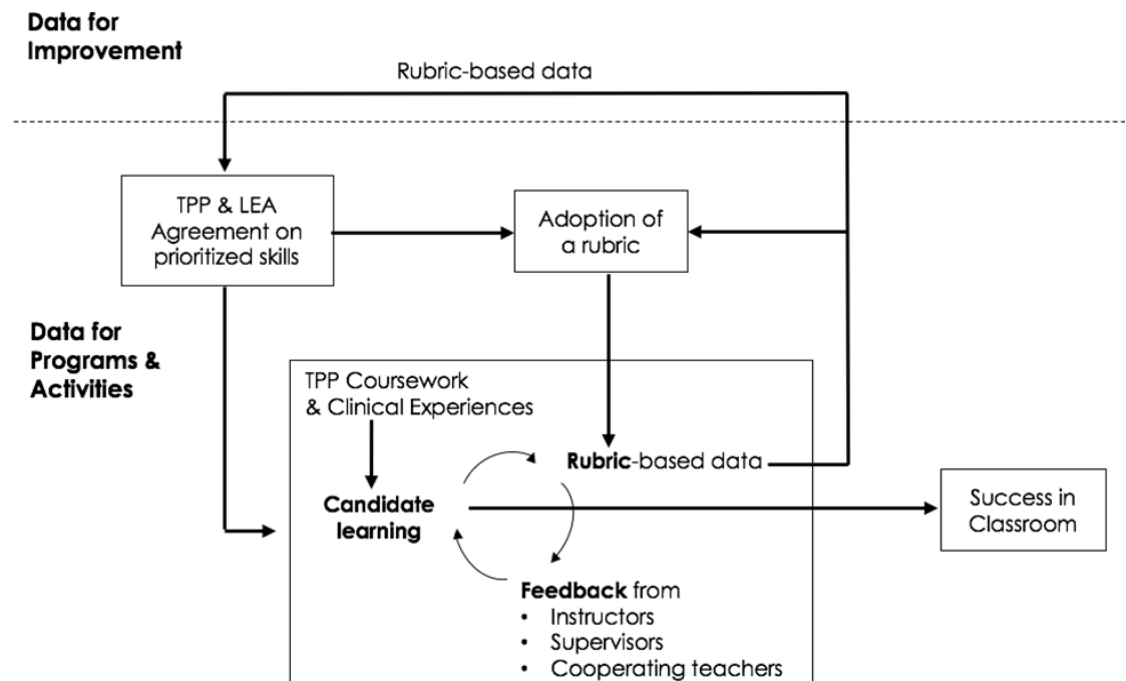 Data for
Improvement
Rubric-based data
TPP & LEA
Agreement on
prioritized skills
Adoption of
a rubric
Data for
Programs &
Activities
TPP Coursework
& Clinical Experiences
Rubric-based data
Candidate
learning
Success in
Classroom
Feedback from
• Instructors
• Supervisors
• Cooperating teachers